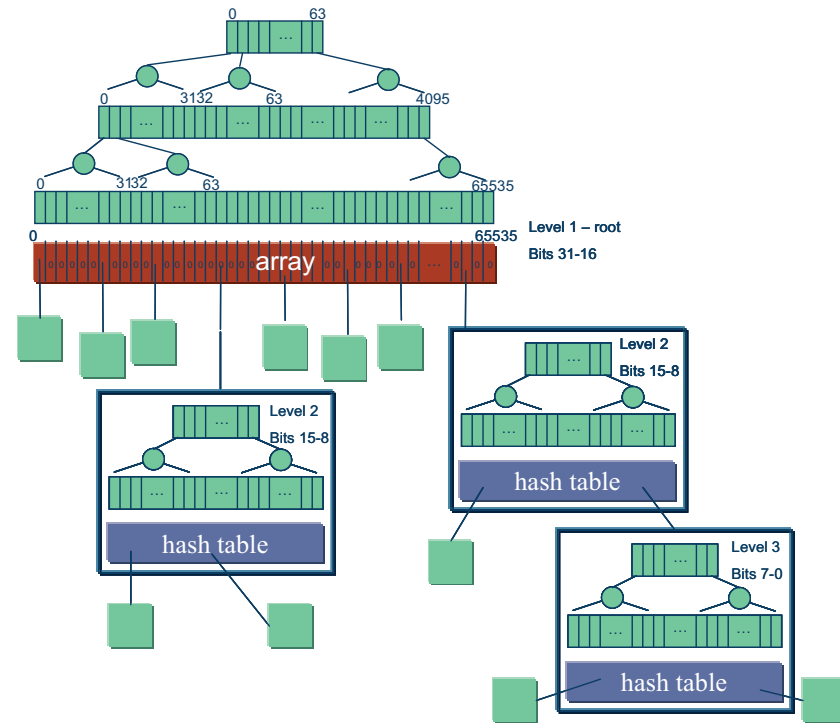 0 63
…
0 3132 63 4095
… … … …
0 3132 63 65535
… … … …
Level 1 – root
0 65535
Bits 31-16
array
…
Level 2
Bits 15-8
…
… … …
hash table
Level 2
Bits 15-8
…
… … …
hash table
Level 3
Bits 7-0
…
… … …
hash table